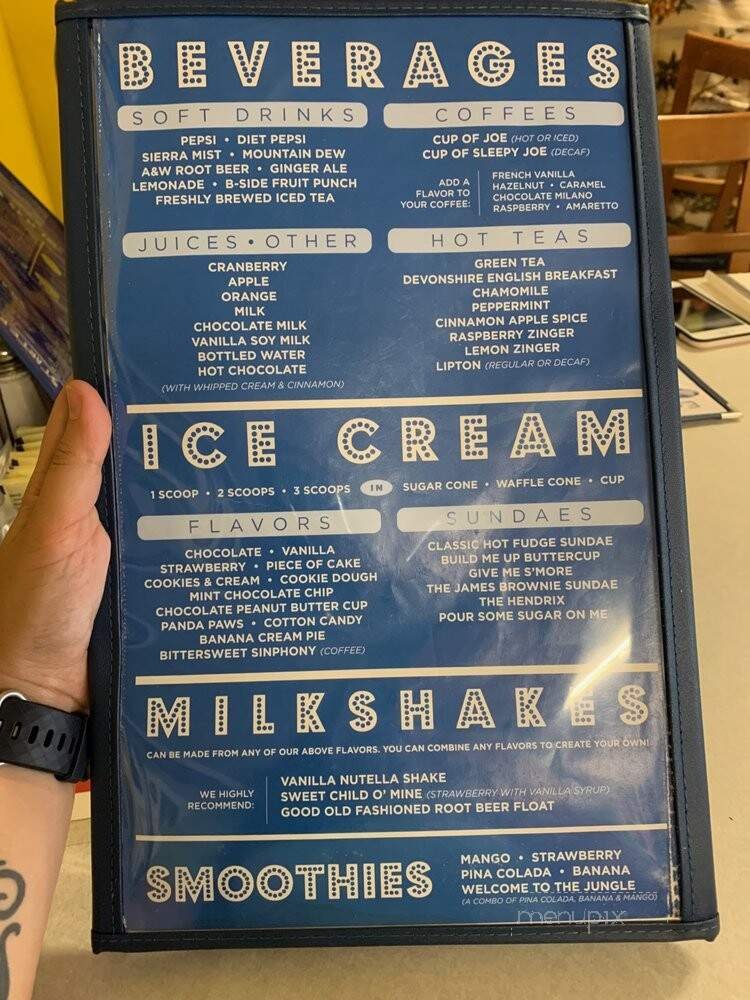 BEVERAGES
SOFT DRINKS
PEPSI • DIET PEPSI
SIERRA MIST • MOUNTAIN DEW
A&W ROOT BEER • GINGER ALE
LEMONADE • B-SIDE FRUIT PUNCH
FRESHLY BREWED ICED TEA
COFFEES
CUP OF JOE (HOT OR ICED)
CUP OF SLEEPY JOE (DECAF)
ADD A
FLAVOR TO
YOUR COFFEE:
FRENCH VANILLA
HAZELNUT • CARAMEL
CHOCOLATE MILANO
RASPBERRY • AMARETTO
JUICES • OTHER
CRANBERRY
APPLE
ORANGE
MILK
CHOCOLATE MILK
VANILLA SOY MILK
BOTTLED WATER
HOT CHOCOLATE
(WITH WHIPPED CREAM & CINNAMON)
HOT TEAS
GREEN TEA
DEVONSHIRE ENGLISH BREAKFAST
CHAMOMILE
PEPPERMINT
CINNAMON APPLE SPICE
RASPBERRY ZINGER
LEMON ZINGER
LIPTON (REGULAR OR DECAF)
ICE CREAM
1 SCOOP • 2 SCOOPS • 3 SCOOPS IN SUGAR CONE • WAFFLE CONE • CUP
FLAVORS
CHOCOLATE • VANILLA
STRAWBERRY • PIECE OF CAKE
COOKIES & CREAM • COOKIE DOUGH
MINT CHOCOLATE CHIP
CHOCOLATE PEANUT BUTTER CUP
PANDA PAWS • COTTON CANDY
BANANA CREAM PIE
BITTERSWEET SINPHONY (COFFEE)
SUNDAES
CLASSIC HOT FUDGE SUNDAE
BUILD ME UP BUTTERCUP
GIVE ME S'MORE
THE JAMES BROWNIE SUNDAE
THE HENDRIX
POUR SOME SUGAR ON ME
MILKSHAKES
CAN BE MADE FROM ANY OF OUR ABOVE FLAVORS. YOU CAN COMBINE ANY FLAVORS TO CREATE YOUR OWN!
WE HIGHLY
RECOMMEND:
VANILLA NUTELLA SHAKE
SWEET CHILD O' MINE (STRAWBERRY WITH VANILLA SYRUP)
GOOD OLD FASHIONED ROOT BEER FLOAT
SMOOTHIES
MANGO • STRAWBERRY
PINA COLADA • BANANA
WELCOME TO THE JUNGLE
(A COMBO OF PINA COLADA, BANANA & MANGO)
menupix